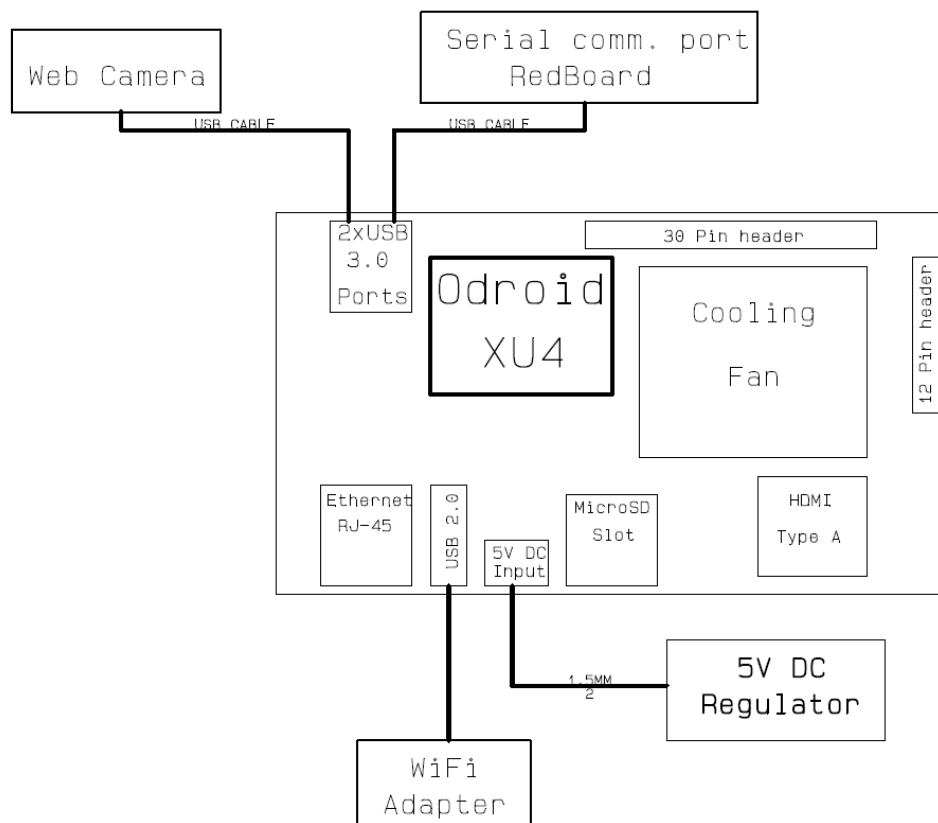 Web Camera
Serial comm. port
RedBoard
USB CABLE
USB CABLE
2xUSB
3.0
Ports
30 Pin header
Odroid
XU4
Cooling
Fan
12 Pin header
Ethernet
RJ-45
USB 2.0
5V DC
Input
MicroSD
Slot
HDMI
Type A
1.5MM
2
5V DC
Regulator
WiFi
Adapter